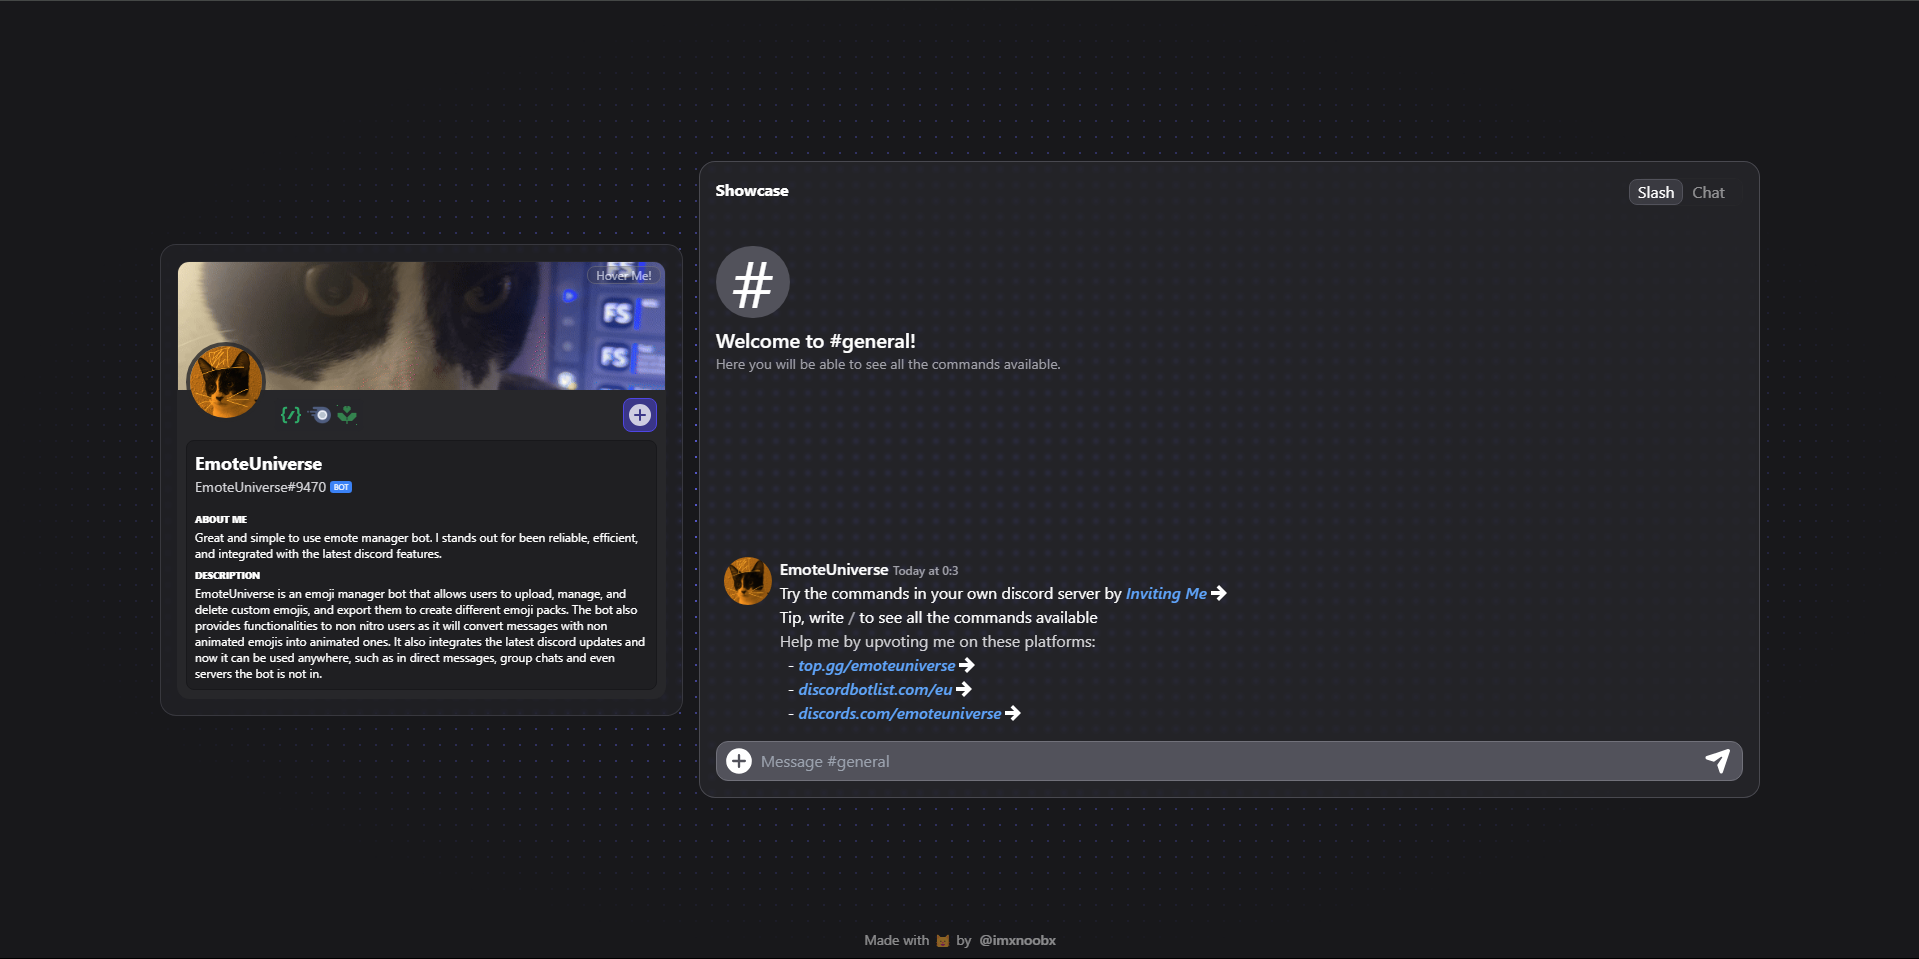 Showcase
Slash
Chat
Hover Me!
FS
FS
#
Welcome to #general!
Here you will be able to see all the commands available.
EmoteUniverse
EmoteUniverse#9470 BOT
ABOUT ME
Great and simple to use emote manager bot. I stands out for been reliable, efficient,
and integrated with the latest discord features.
DESCRIPTION
EmoteUniverse is an emoji manager bot that allows users to upload, manage, and
delete custom emojis, and export them to create different emoji packs. The bot also
provides functionalities to non nitro users as it will convert messages with non
animated emojis into animated ones. It also integrates the latest discord updates and
now it can be used anywhere, such as in direct messages, group chats and even
servers the bot is not in.
EmoteUniverse Today at 0:3
Try the commands in your own discord server by Inviting Me
Tip, write / to see all the commands available
Help me by upvoting me on these platforms:
- top.gg/emoteuniverse
- discordbotlist.com/eu
- discords.com/emoteuniverse
Message #general
Made with by @imxnoobx